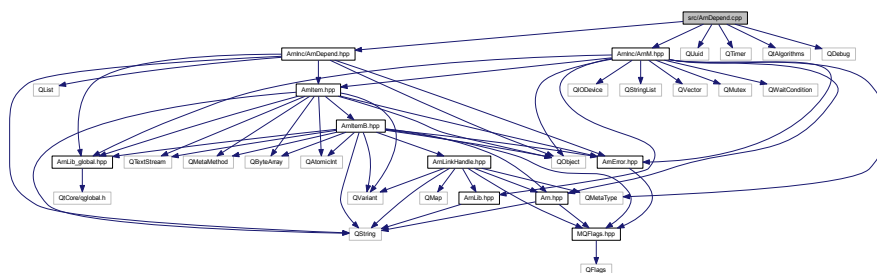 src/ArnDepend.cpp
ArnInc/ArnDepend.hpp
ArnInc/ArnM.hpp
QUuid
QTimer
QtAlgorithms
QDebug
QList
ArnItem.hpp
QIODevice
QStringList
QVector
QMutex
QWaitCondition
ArnItemB.hpp
ArnLib_global.hpp
QTextStream
QMetaMethod
QByteArray
QAtomicInt
ArnLinkHandle.hpp
QObject
ArnError.hpp
QtCore/qglobal.h
QVariant
QMap
ArnLib.hpp
Arn.hpp
QMetaType
QString
MQFlags.hpp
QFlags